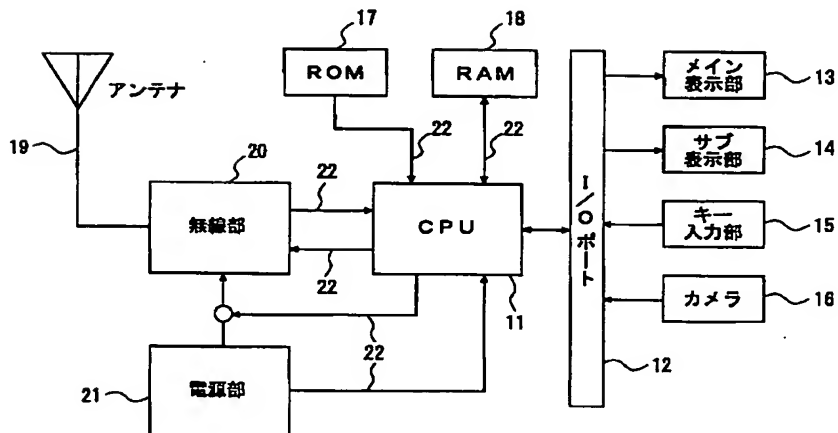 17
ROM
18
RAM
メイン
表示部
13
アンテナ
サブ
表示部
14
19
22
22
20
無線部
22
22
CPU
11
I/Oポート
キー
入力部
15
カメラ
16
22
22
12
21
電源部